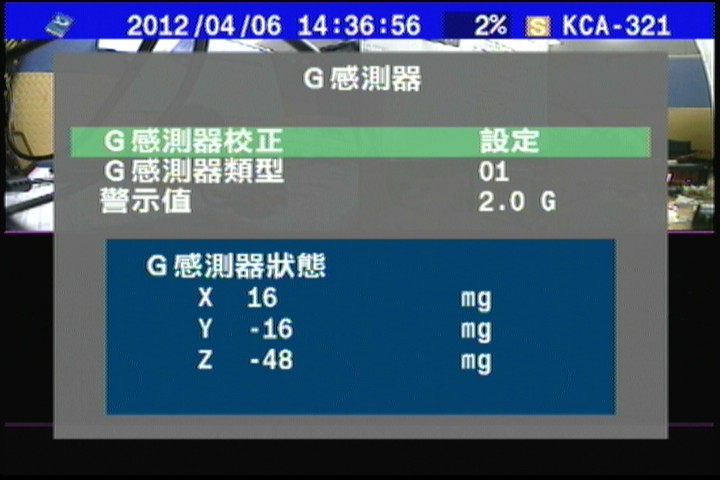 2012/04/06 14:36:56 2% S KCA-321
G感測器
G感測器校正 設定
G感測器類型 01
警示值 2.0 G
G感測器狀態
X 16 mg
Y -16 mg
Z -48 mg